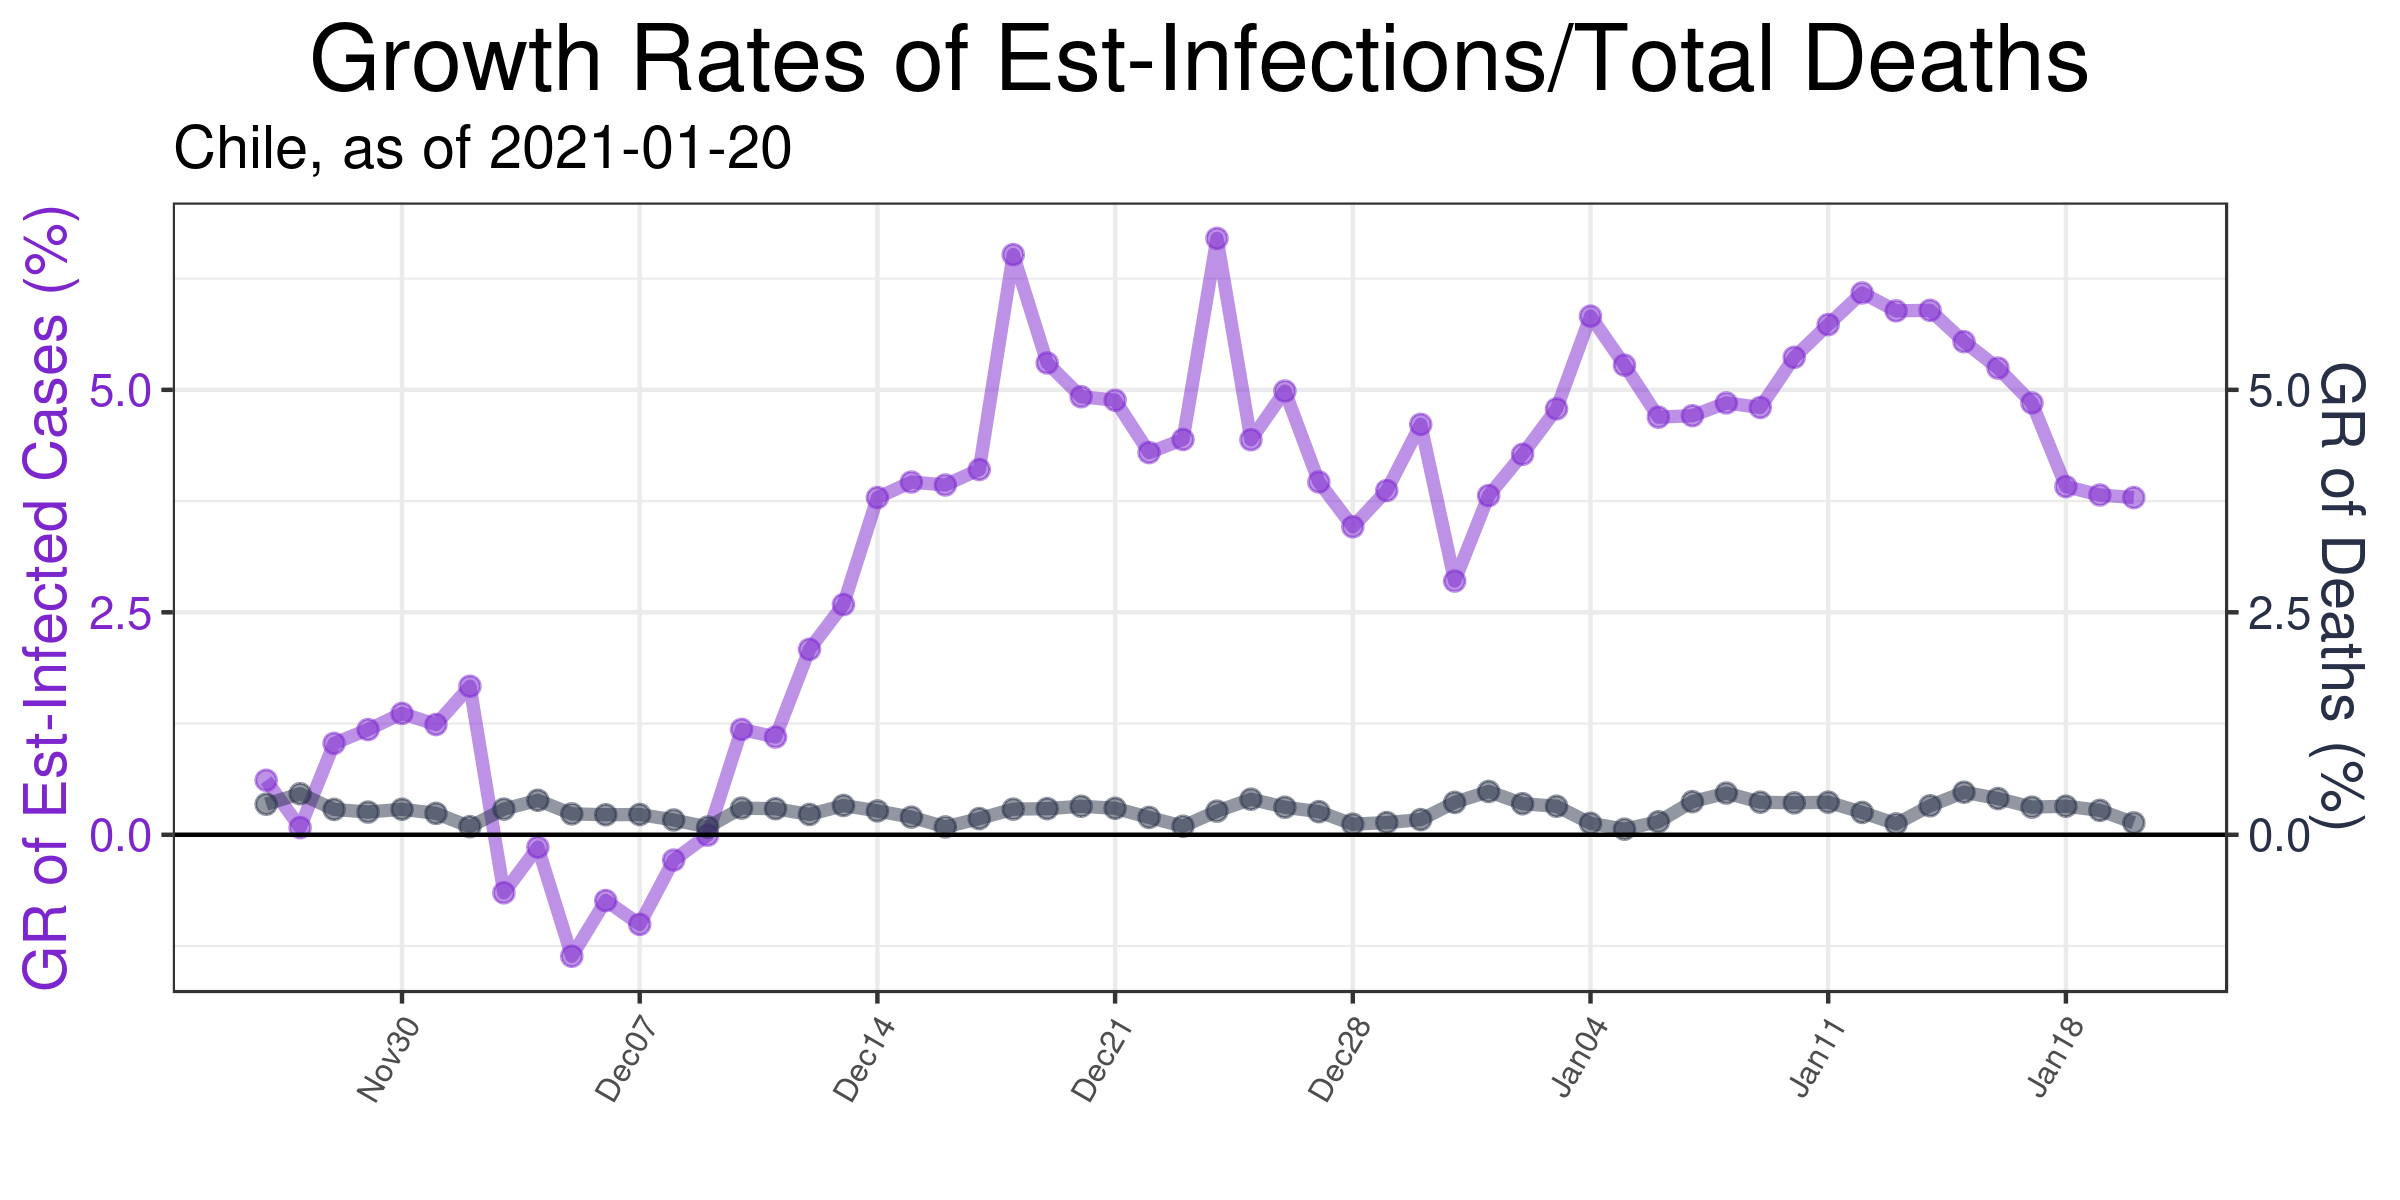 Growth Rates of Est-Infections/Total Deaths
Chile, as of 2021-01-20
GR of Est-Infected Cases (%)
5.0
2.5
0.0
5.0
2.5
0.0
GR of Deaths (%)
Nov30
Dec07
Dec14
Dec21
Dec28
Jan04
Jan11
Jan18